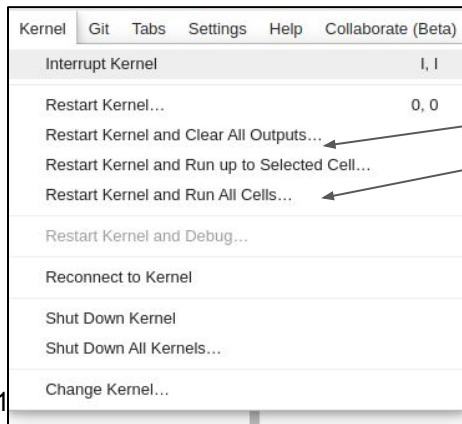 Kernel Git Tabs Settings Help Collaborate (Beta)
Interrupt Kernel I, I
Restart Kernel… 0, 0
Restart Kernel and Clear All Outputs…
Restart Kernel and Run up to Selected Cell…
Restart Kernel and Run All Cells…
Restart Kernel and Debug…
Reconnect to Kernel
Shut Down Kernel
Shut Down All Kernels…
Change Kernel…
1